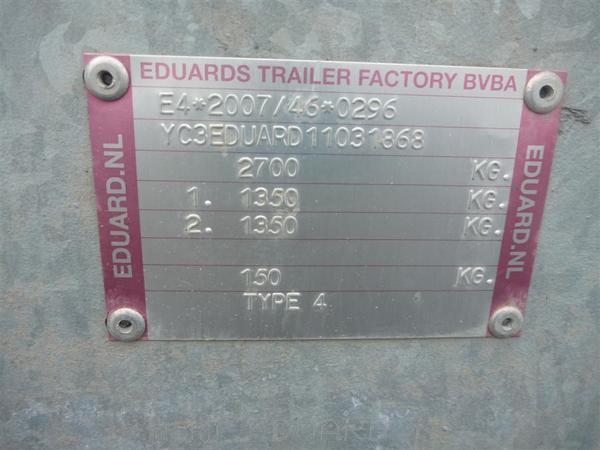 EDUARDS TRAILER FACTORY BVBA
EDUARD.NL
E4*2007/46*0296
YC3EDUARD11031868
2700 KG.
1. 1350 KG.
2. 1350 KG.
150 KG.
TYPE 4
EDUARD.NL
EDUARD